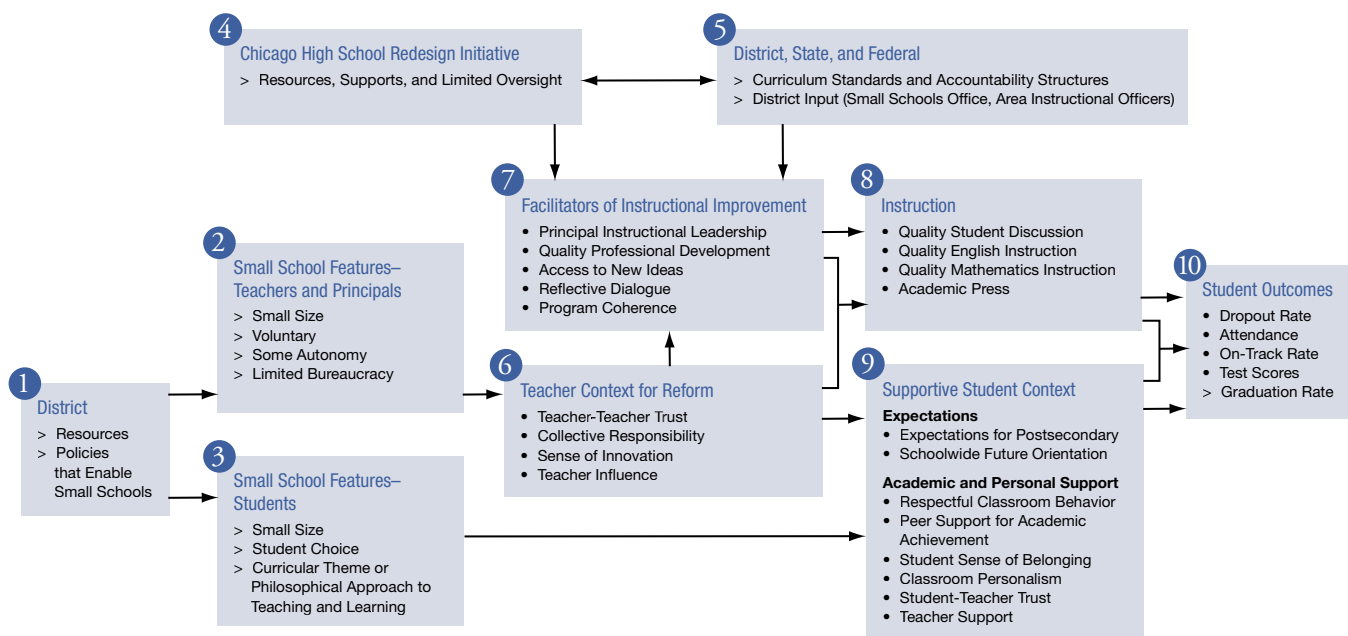 4
Chicago High School Redesign Initiative
> Resources, Supports, and Limited Oversight
5
District, State, and Federal
> Curriculum Standards and Accountability Structures
> District Input (Small Schools Office, Area Instructional Officers)
7
Facilitators of Instructional Improvement
• Principal Instructional Leadership
• Quality Professional Development
• Access to New Ideas
• Reflective Dialogue
• Program Coherence
8
Instruction
• Quality Student Discussion
• Quality English Instruction
• Quality Mathematics Instruction
• Academic Press
2
Small School Features–
Teachers and Principals
> Small Size
> Voluntary
> Some Autonomy
> Limited Bureaucracy
10
Student Outcomes
• Dropout Rate
• Attendance
• On-Track Rate
• Test Scores
> Graduation Rate
1
District
> Resources
> Policies
that Enable
Small Schools
6
Teacher Context for Reform
• Teacher-Teacher Trust
• Collective Responsibility
• Sense of Innovation
• Teacher Influence
9
Supportive Student Context
Expectations
• Expectations for Postsecondary
• Schoolwide Future Orientation
Academic and Personal Support
• Respectful Classroom Behavior
• Peer Support for Academic
Achievement
• Student Sense of Belonging
• Classroom Personalism
• Student-Teacher Trust
• Teacher Support
3
Small School Features–
Students
> Small Size
> Student Choice
> Curricular Theme or
Philosophical Approach to
Teaching and Learning